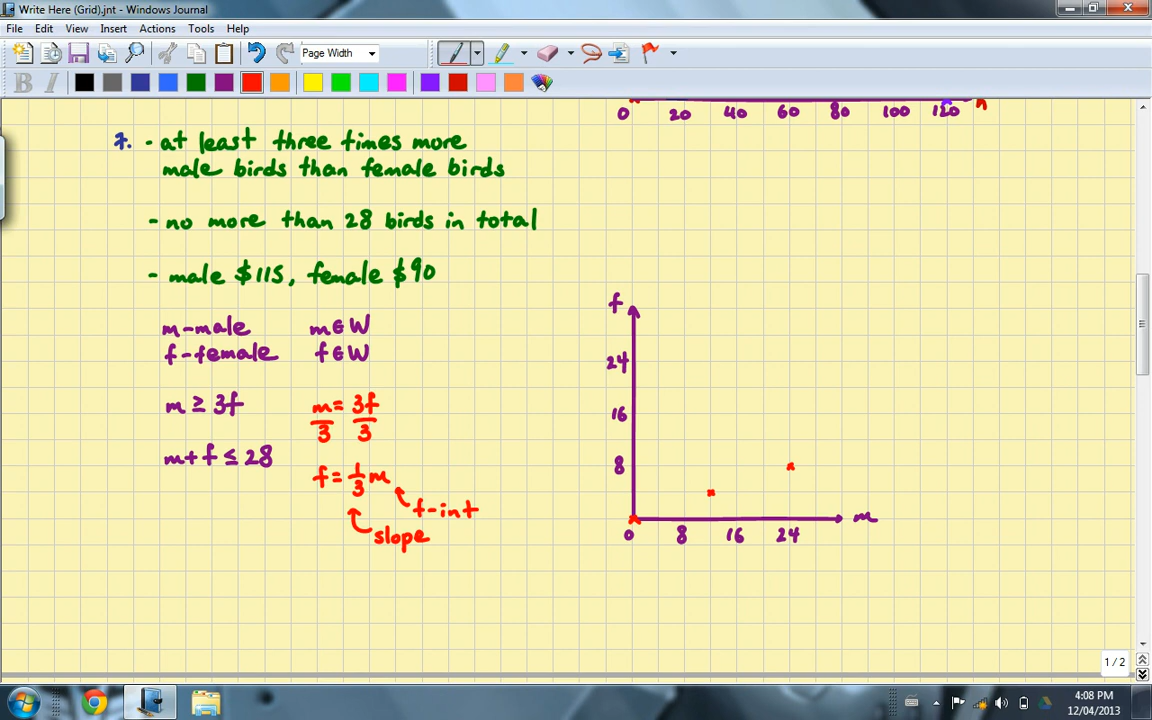 Write Here (Grid).jnt - Windows Journal
File Edit View Insert Actions Tools Help
Page Width
B I
0 20 40 60 80 100 120 n
7. - at least three times more
male birds than female birds
- no more than 28 birds in total
- male $115, female $90
m-male m∈W
f-female f∈W
m ≥ 3f
m+f ≤ 28
m = 3f
3 3
f = 1/3 m
f-int
slope
f
24
16
8
0 8 16 24 m
1 / 2
4:08 PM
12/04/2013